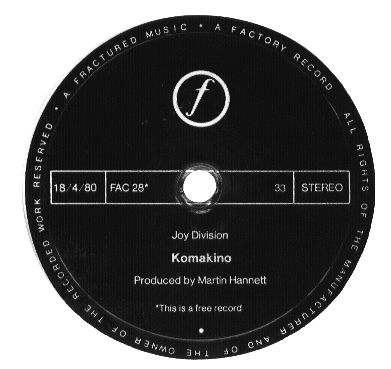 • A FRACTURED MUSIC • A FACTORY RECORD
ALL RIGHTS OF THE MANUFACTURER AND OF THE OWNER OF THE RECORDED WORK RESERVED
f
18/4/80 FAC 28* 33 STEREO
Joy Division
Komakino
Produced by Martin Hannett
*This is a free record